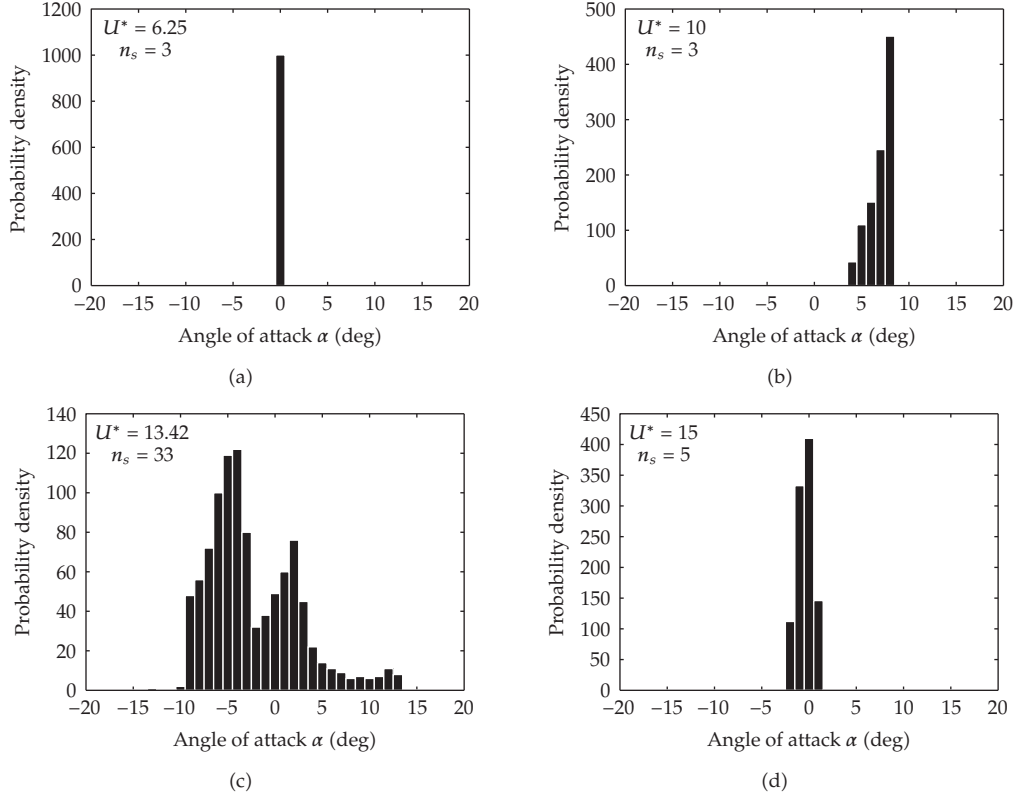 1200
1000
800
600
400
200
0
Probability density
U* = 6.25
n_s = 3
−20 −15 −10 −5 0 5 10 15 20
Angle of attack α (deg)
(a)
500
400
300
200
100
0
Probability density
U* = 10
n_s = 3
−20 −15 −10 −5 0 5 10 15 20
Angle of attack α (deg)
(b)
140
120
100
80
60
40
20
0
Probability density
U* = 13.42
n_s = 33
−20 −15 −10 −5 0 5 10 15 20
Angle of attack α (deg)
(c)
450
400
350
300
250
200
150
100
50
0
Probability density
U* = 15
n_s = 5
−20 −15 −10 −5 0 5 10 15 20
Angle of attack α (deg)
(d)